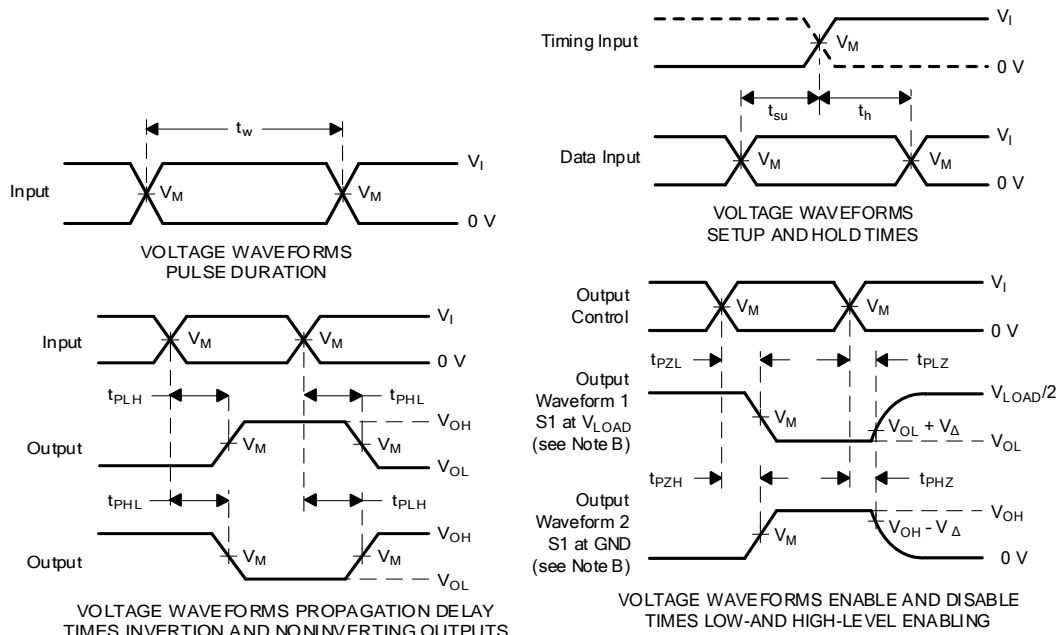 t_w
V_I
Input
V_M
V_M
0 V
VOLTAGE WAVEFORMS
PULSE DURATION
V_I
Timing Input
V_M
0 V
t_su
t_h
V_I
Data Input
V_M
V_M
0 V
VOLTAGE WAVEFORMS
SETUP AND HOLD TIMES
V_I
Input
V_M
V_M
0 V
t_PLH
t_PHL
V_OH
Output
V_M
V_M
V_OL
t_PHL
t_PLH
V_OH
Output
V_M
V_M
V_OL
VOLTAGE WAVEFORMS PROPAGATION DELAY
TIMES INVERTION AND NONINVERTING OUTPUTS
V_I
Output
Control
V_M
V_M
0 V
t_PZL
t_PLZ
Output
Waveform 1
S1 at V_LOAD
(see Note B)
V_LOAD/2
V_M
V_OL + V_Δ
V_OL
t_PZH
t_PHZ
Output
Waveform 2
S1 at GND
(see Note B)
V_OH
V_M
V_OH - V_Δ
0 V
VOLTAGE WAVEFORMS ENABLE AND DISABLE
TIMES LOW-AND HIGH-LEVEL ENABLING